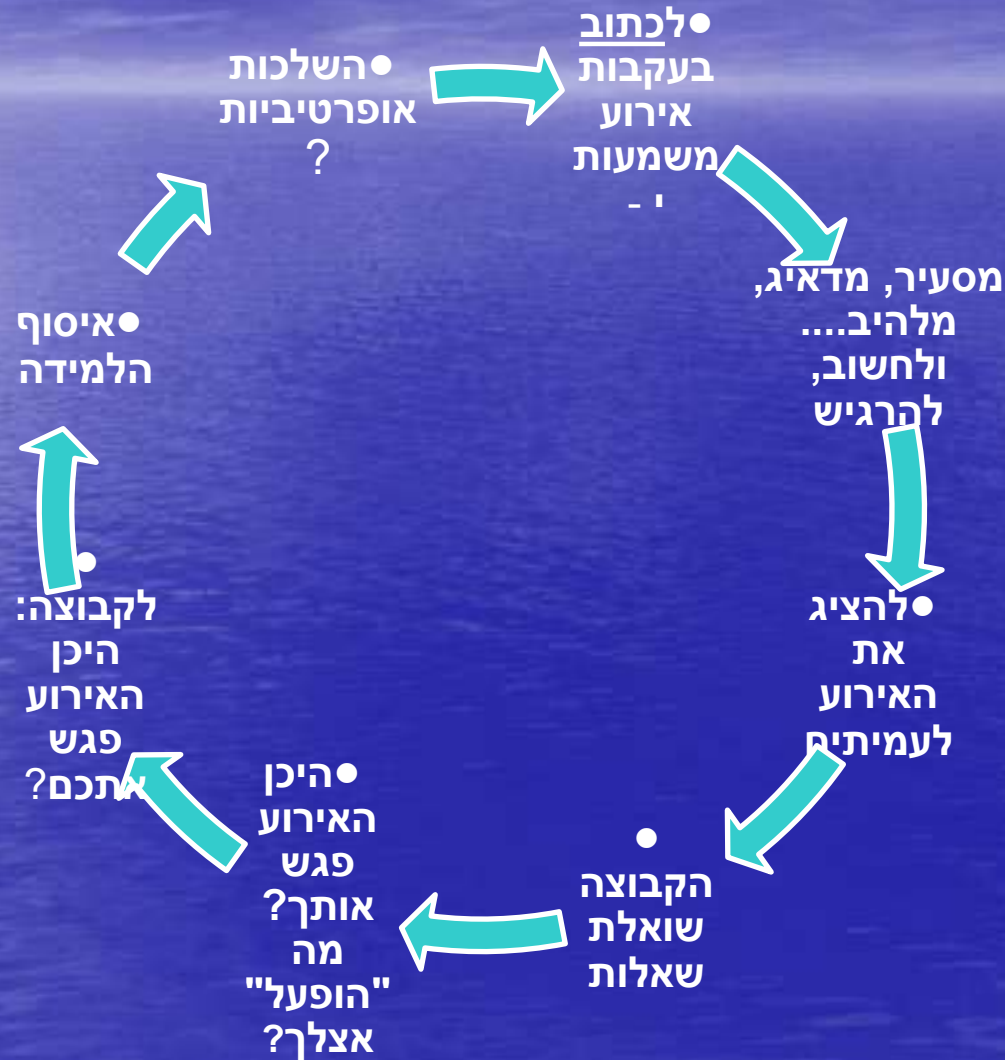 ●לכתוב
בעקבות
אירוע
משמעות
י -
מסעיר, מדאיג,
מלהיב....
ולחשוב,
להרגיש
●להציג
את
האירוע
לעמיתים
●
הקבוצה
שואלת
שאלות
●היכן
האירוע
פגש
אותך?
מה
"הופעל"
אצלך?
●
לקבוצה:
היכן
האירוע
פגש
אתכם?
●איסוף
הלמידה
●השלכות
אופרטיביות
?